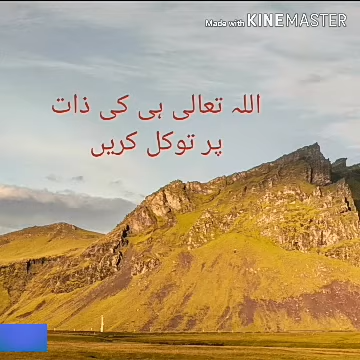 Made with KINEMASTER
اللہ تعالی ہی کی ذات
پر توکل کریں